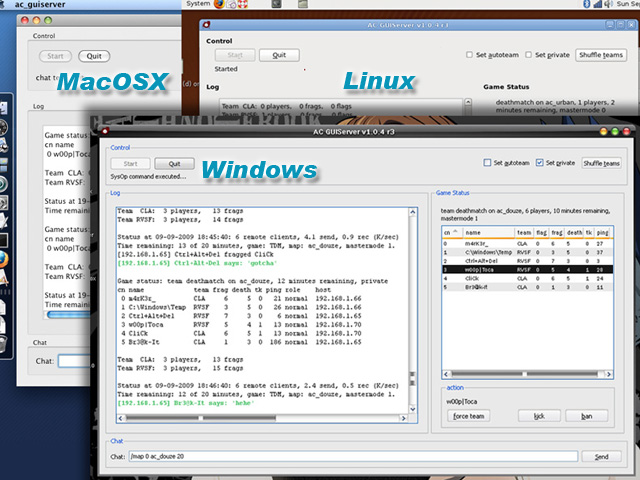 ac_guiserver
System
AC GUIServer v1.0.4 r3
Control
Start
Quit
MacOSX
Log
Game status:
cn name
0 w00p|
Team CLA:
Team RVSF:
Status at 19-
Time remaini
Game status:
cn name
0 w00p|
Team CLA:
Team RVSF:
Status at 19-
Time remaini
Chat
Chat:
Control
Start
Quit
Set autoteam
Set private
Shuffle teams
Started
Linux
Log
Game Status
Team CLA: 0 players, 0 frags, 0 flags
deathmatch on ac_urban, 1 players, 2
minutes remaining, mastermode 0
AC GUIServer v1.0.4 r3
Control
Start
Quit
Windows
Set autoteam
Set private
Shuffle teams
SysOp command executed...
Log
Team CLA: 3 players, 13 frags
Team RVSF: 3 players, 14 frags
Status at 09-09-2009 18:45:40: 6 remote clients, 4.1 send, 0.9 rec (K/sec)
Time remaining: 13 of 20 minutes, game: TDM, map: ac_douze, mastermode 1.
[192.168.1.65] Ctrl+Alt+Del fragged CliCk
[192.168.1.65] Ctrl-Alt-Del says: 'gotcha'
Game status: team deathmatch on ac_douze, 12 minutes remaining, private
cn name team frag death tk ping role host
0 m4rK3r_ CLA 6 5 0 21 normal 192.168.1.66
1 C:\Windows\Temp RVSF 3 5 0 13 normal 192.168.1.68
2 Ctrl+Alt+Del RVSF 7 3 0 6 normal 192.168.1.65
3 w00p|Toca RVSF 5 4 1 13 normal 192.168.1.70
4 CliCk CLA 6 5 1 13 normal 192.168.1.70
5 Br3@k-It CLA 1 3 0 186 normal 192.168.1.65
Team CLA: 3 players, 13 frags
Team RVSF: 3 players, 15 frags
Status at 09-09-2009 18:46:40: 6 remote clients, 2.4 send, 0.5 rec (K/sec)
Time remaining: 12 of 20 minutes, game: TDM, map: ac_douze, mastermode 1.
[192.168.1.65] Br3@k-It says: 'hehe'
Game Status
team deathmatch on ac_douze, 6 players, 10 minutes remaining,
mastermode 1
cn name team flag frag death tk ping
0 m4rK3r_ CLA 0 6 5 0 27
1 C:\Windows\Temp RVSF 0 3 5 0 37
2 Ctrl+Alt+Del RVSF 0 7 3 0 11
3 w00p|Toca RVSF 0 5 4 1 28
4 CliCk CLA 0 6 5 1 24
5 Br3@k-It CLA 0 1 3 0 11
action
w00p|Toca
force team
kick
ban
Chat
Chat:
/map 0 ac_douze 20
Send